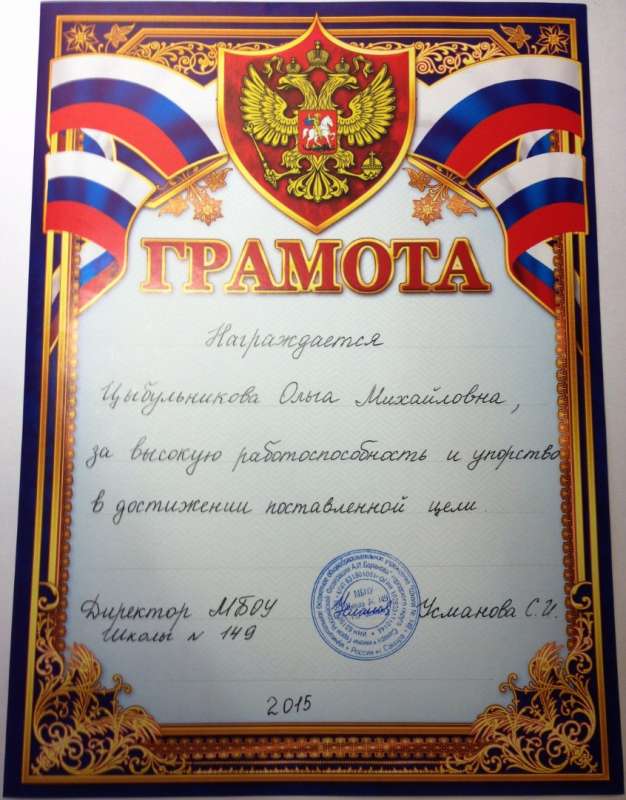 ГРАМОТА
Награждается
Цыбульникова Ольга Михайловна,
за высокую работоспособность и упорство
в достижении поставленной цели.
Директор МБОУ
Школы № 149
Усманова С.И.
2015